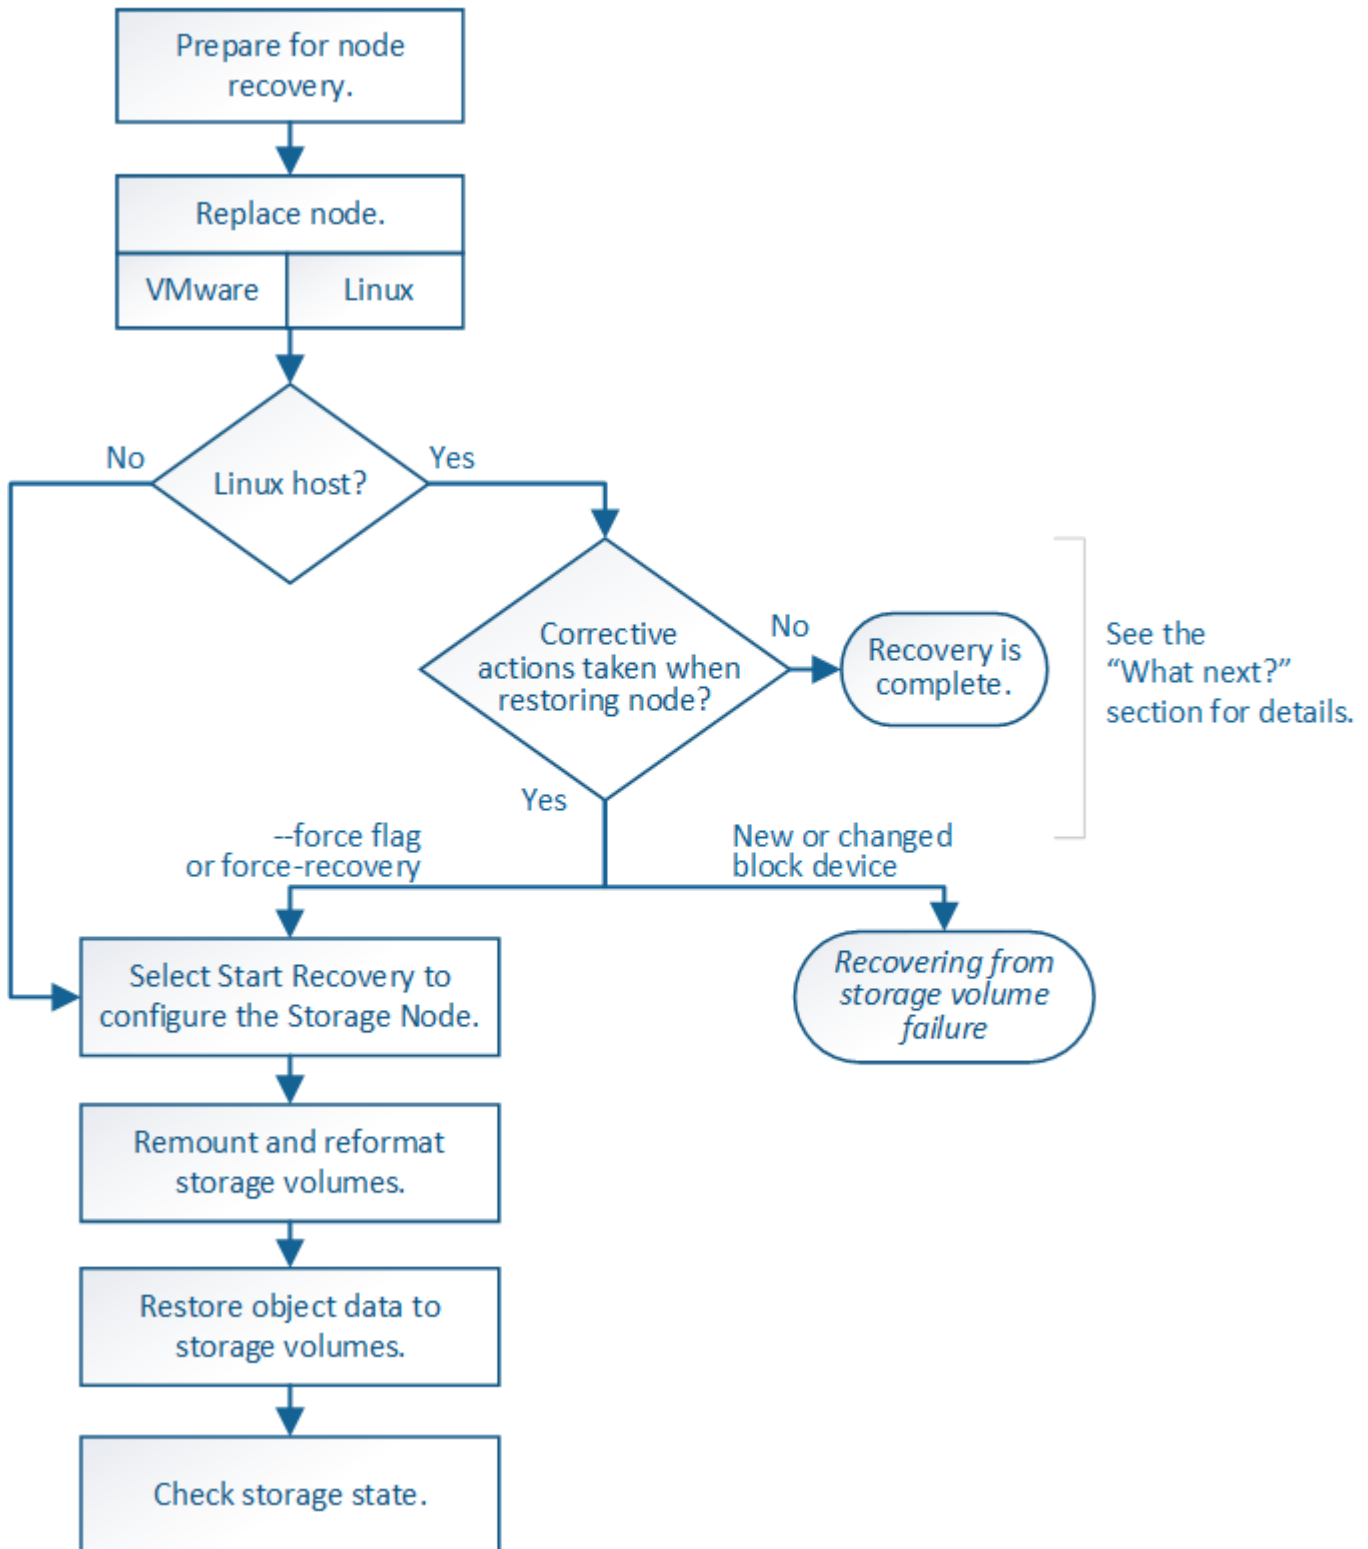 Prepare for node
recovery.
Replace node.
VMware
Linux
Linux host?
No
Yes
Corrective
actions taken when
restoring node?
No
Recovery is
complete.
See the
“What next?”
section for details.
Yes
--force flag
or force-recovery
New or changed
block device
Select Start Recovery to
configure the Storage Node.
Recovering from
storage volume
failure
Remount and reformat
storage volumes.
Restore object data to
storage volumes.
Check storage state.